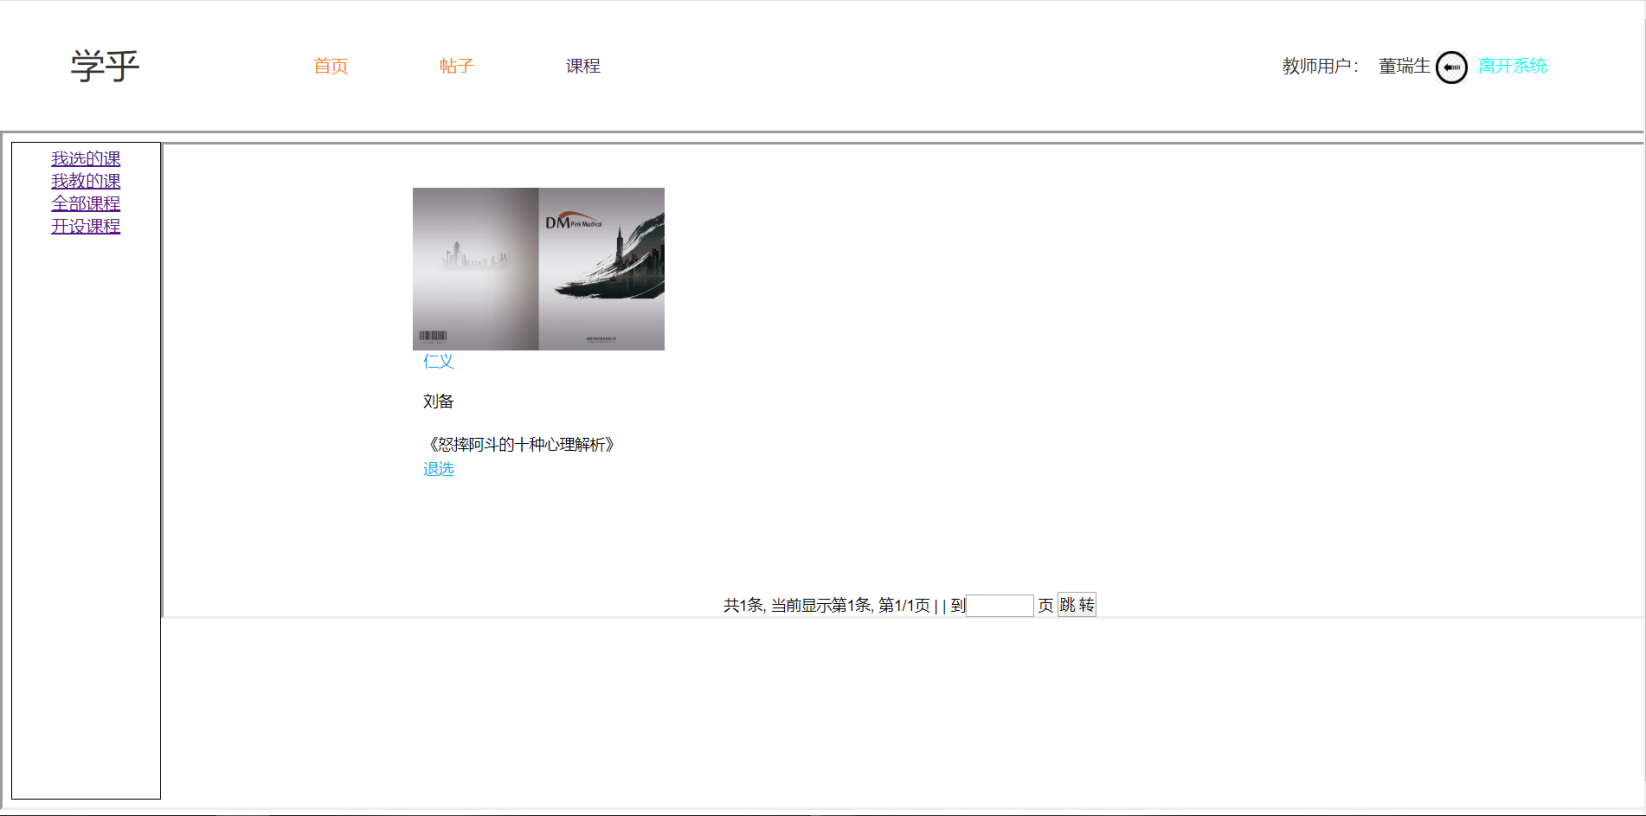 学乎
首页 帖子 课程
教师用户： 董瑞生 离开系统
我选的课
我教的课
全部课程
开设课程
DM Pink Musical
仁义
刘备
《怒摔阿斗的十种心理解析》
退选
共1条, 当前显示第1条, 第1/1页 | | 到 页 跳 转